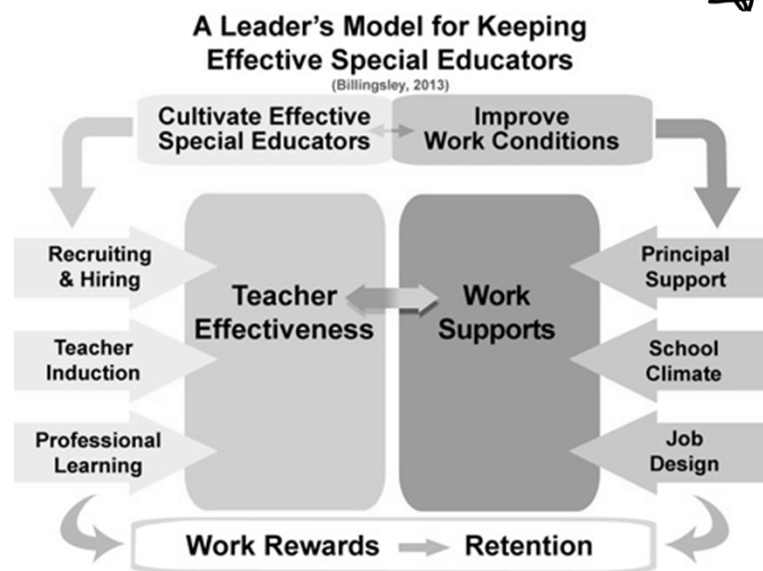 A Leader's Model for Keeping
Effective Special Educators
(Billingsley, 2013)
Cultivate Effective
Special Educators
Improve
Work Conditions
Recruiting
& Hiring
Teacher
Induction
Professional
Learning
Teacher
Effectiveness
Work
Supports
Principal
Support
School
Climate
Job
Design
Work Rewards
Retention